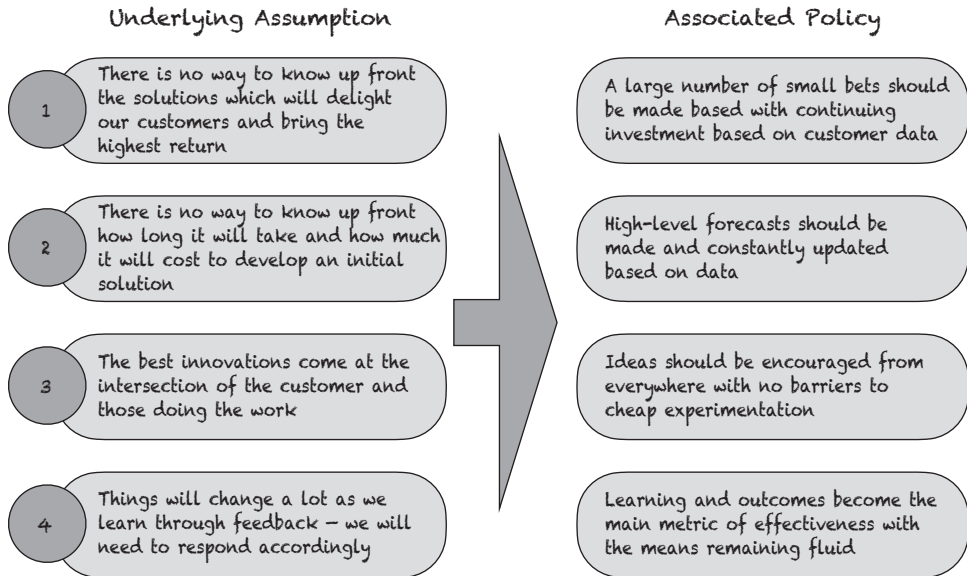 Underlying Assumption
Associated Policy
1
There is no way to know up front
the solutions which will delight
our customers and bring the
highest return
A large number of small bets should
be made based with continuing
investment based on customer data
2
There is no way to know up front
how long it will take and how much
it will cost to develop an initial
solution
High-level forecasts should be
made and constantly updated
based on data
3
The best innovations come at the
intersection of the customer and
those doing the work
Ideas should be encouraged from
everywhere with no barriers to
cheap experimentation
4
Things will change a lot as we
learn through feedback – we will
need to respond accordingly
Learning and outcomes become the
main metric of effectiveness with
the means remaining fluid